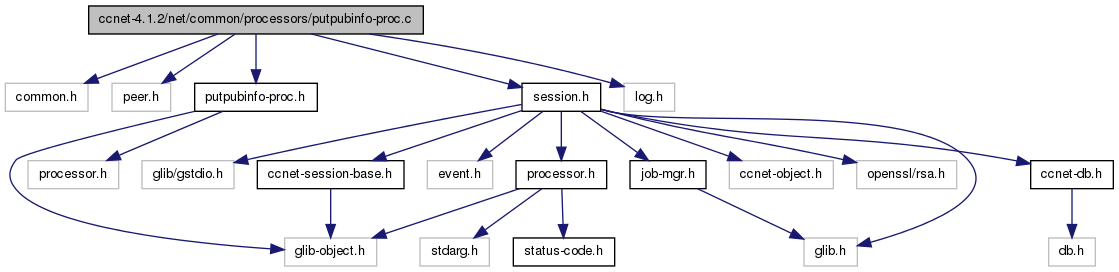 ccnet-4.1.2/net/common/processors/putpubinfo-proc.c
common.h
peer.h
putpubinfo-proc.h
session.h
log.h
processor.h
glib/gstdio.h
ccnet-session-base.h
event.h
processor.h
job-mgr.h
ccnet-object.h
openssl/rsa.h
ccnet-db.h
glib-object.h
stdarg.h
status-code.h
glib.h
db.h